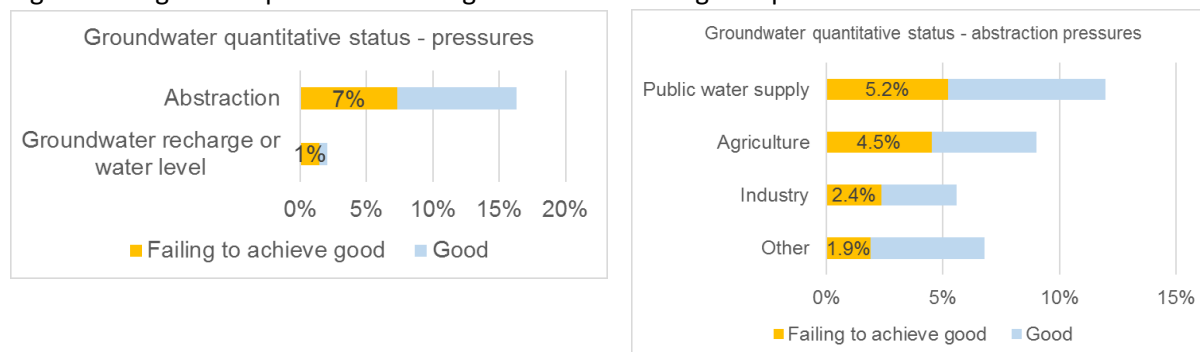 Groundwater quantitative status - pressures
Abstraction
7%
Groundwater recharge or
water level
1%
0% 5% 10% 15% 20%
Failing to achieve good Good
Groundwater quantitative status - abstraction pressures
Public water supply
5.2%
Agriculture
4.5%
Industry
2.4%
Other
1.9%
0% 5% 10% 15%
Failing to achieve good Good